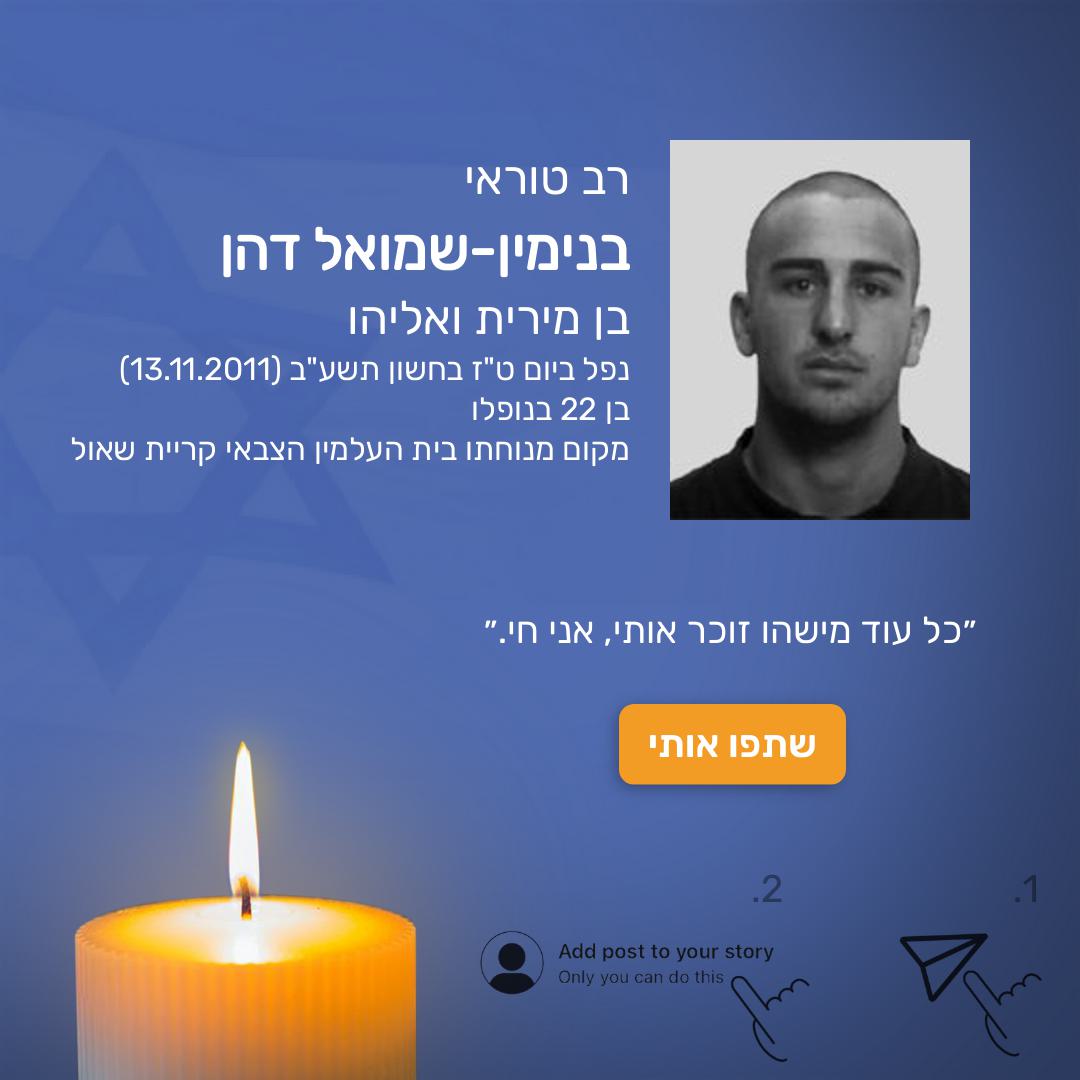 רב טוראי
בנימין-שמואל דהן
בן מירית ואליהו
נפל ביום ט"ז בחשון תשע"ב (13.11.2011)
בן 22 בנופלו
מקום מנוחתו בית העלמין הצבאי קריית שאול
״כל עוד מישהו זוכר אותי, אני חי.״
שתפו אותי
.1
.2
Add post to your story
Only you can do this